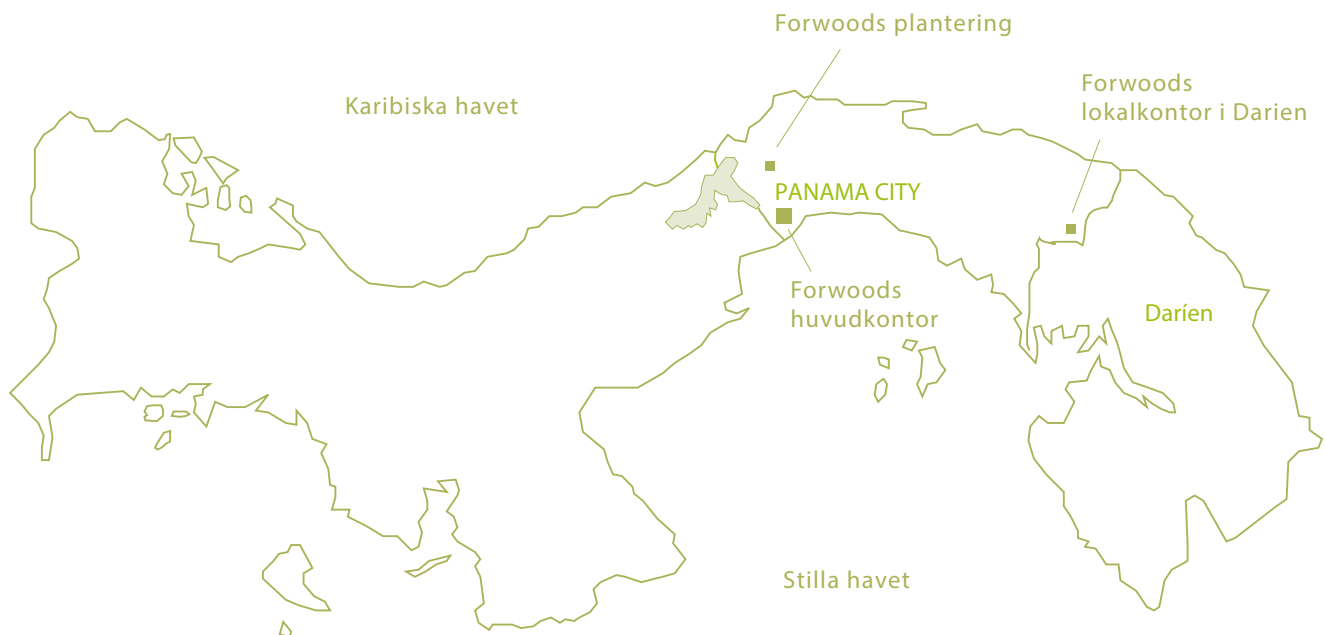 Forwoods plantering
Karibiska havet
Forwoods
lokalkontor i Darien
PANAMA CITY
Forwoods
huvudkontor
Daríen
Stilla havet